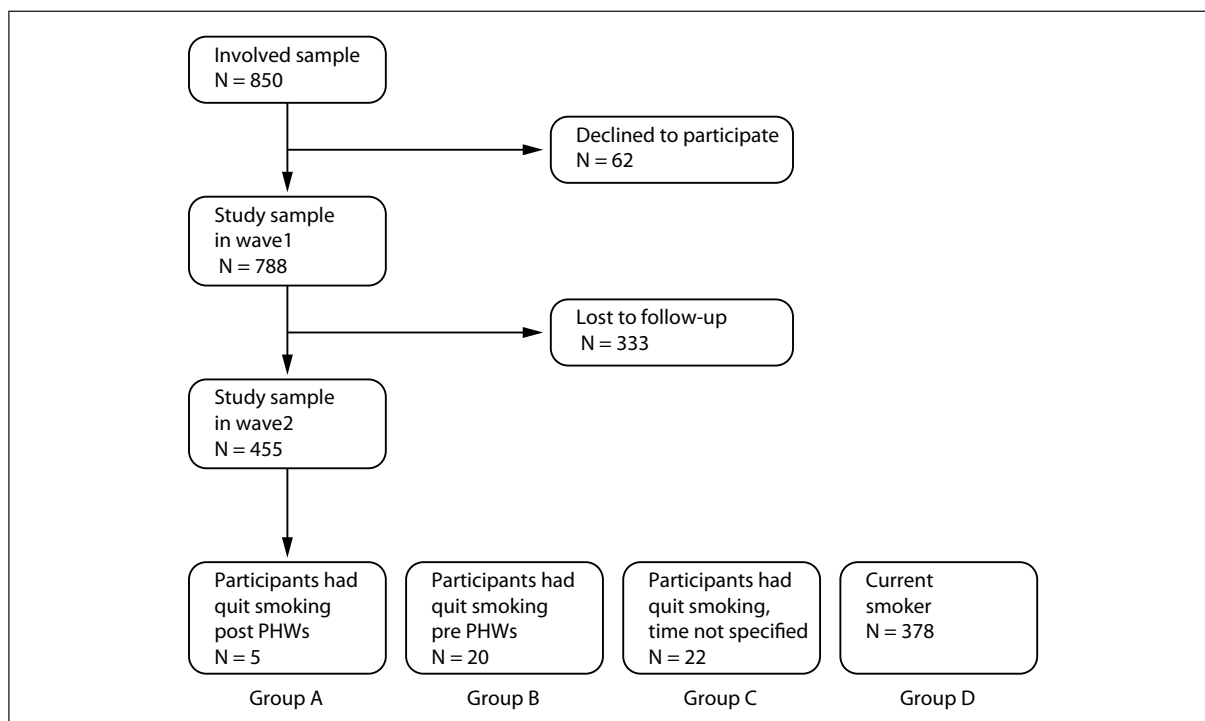 Involved sample
N = 850
Declined to participate
N = 62
Study sample
in wave1
N = 788
Lost to follow-up
N = 333
Study sample
in wave2
N = 455
Participants had
quit smoking
post PHWs
N = 5
Participants had
quit smoking
pre PHWs
N = 20
Participants had
quit smoking,
time not specified
N = 22
Current
smoker
N = 378
Group A
Group B
Group C
Group D